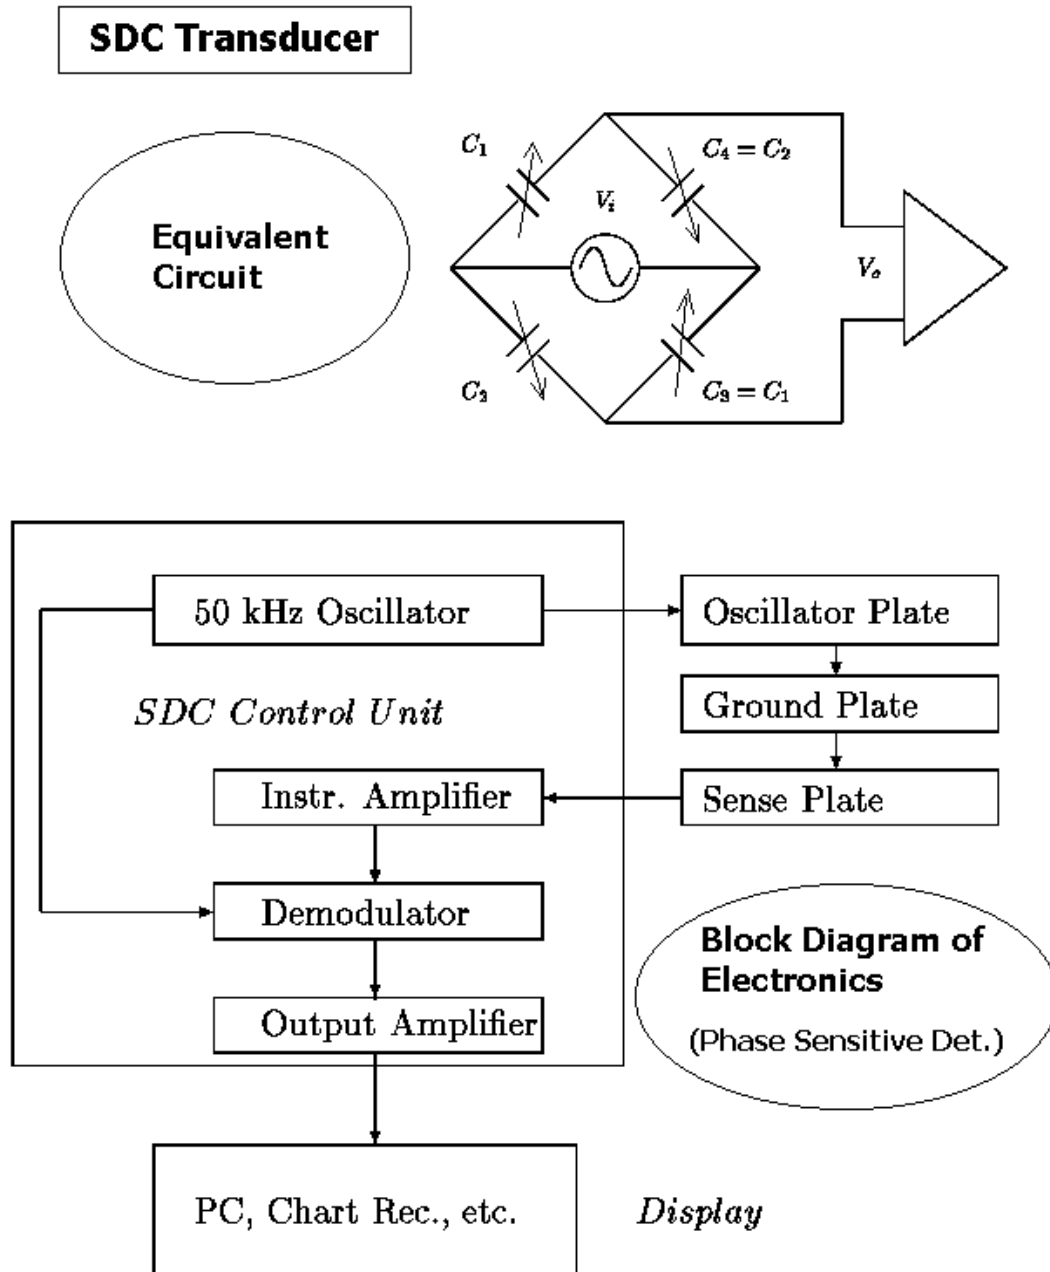 SDC Transducer
Equivalent
Circuit
C₁
C₄ = C₂
Vᵢ
Vₒ
C₂
C₃ = C₁
50 kHz Oscillator
Oscillator Plate
SDC Control Unit
Ground Plate
Instr. Amplifier
Sense Plate
Demodulator
Block Diagram of
Electronics
(Phase Sensitive Det.)
Output Amplifier
PC, Chart Rec., etc.
Display